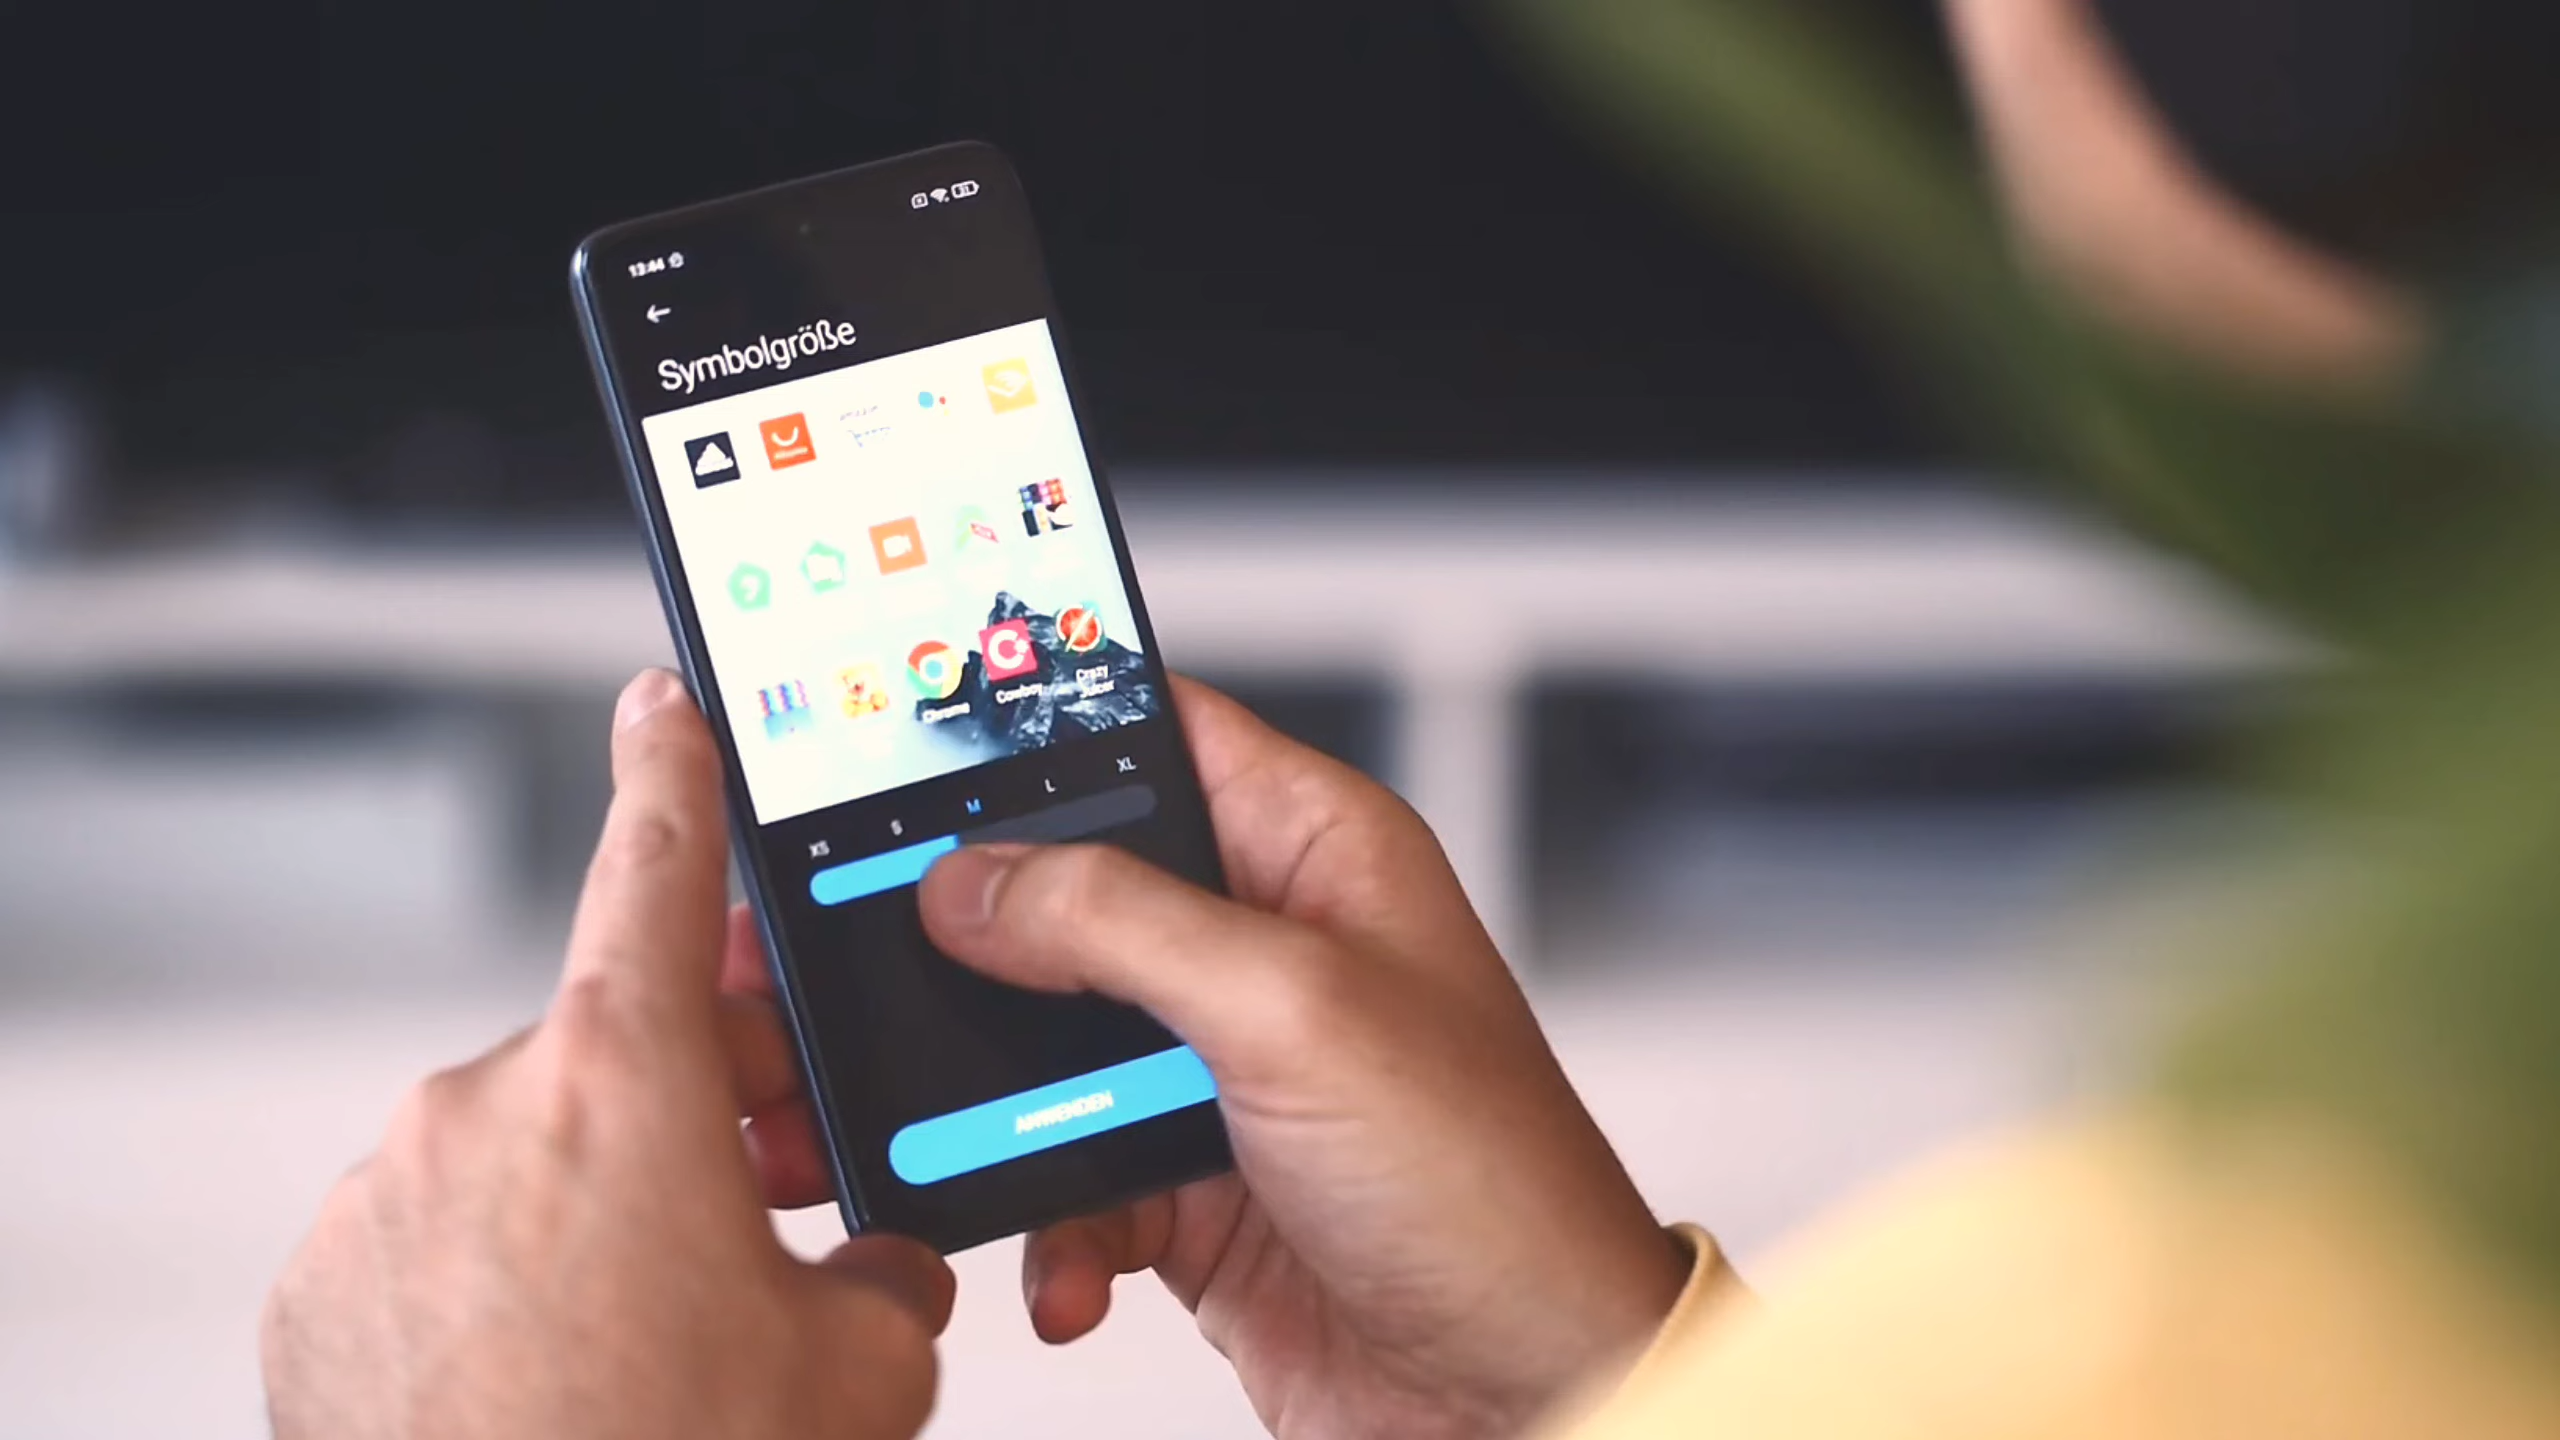 13:44
Symbolgröße
Chrome
Cowboy
Crazy
Juicer
XS
S
M
L
XL
ANWENDEN